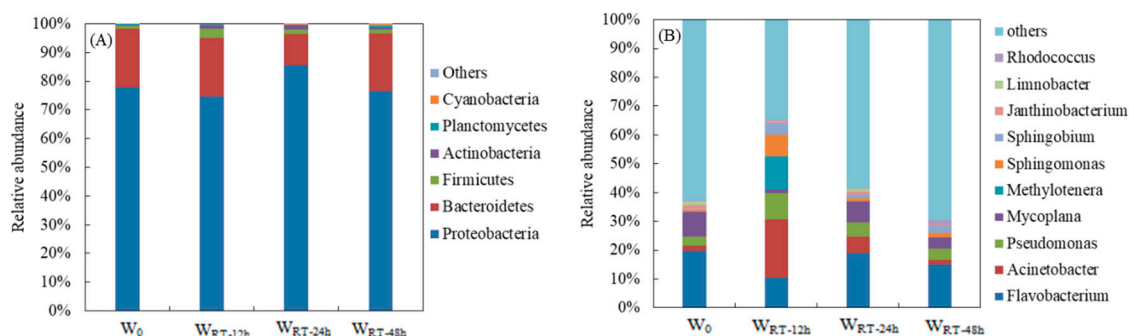 (A)
Relative abundance
100%
90%
80%
70%
60%
50%
40%
30%
20%
10%
0%
W0 WRT-12h WRT-24h WRT-48h
Others
Cyanobacteria
Planctomycetes
Actinobacteria
Firmicutes
Bacteroidetes
Proteobacteria
(B)
Relative abundance
100%
90%
80%
70%
60%
50%
40%
30%
20%
10%
0%
W0 WRT-12h WRT-24h WRT-48h
others
Rhodococcus
Limnobacter
Janthinobacterium
Sphingobium
Sphingomonas
Methylotenera
Mycoplana
Pseudomonas
Acinetobacter
Flavobacterium